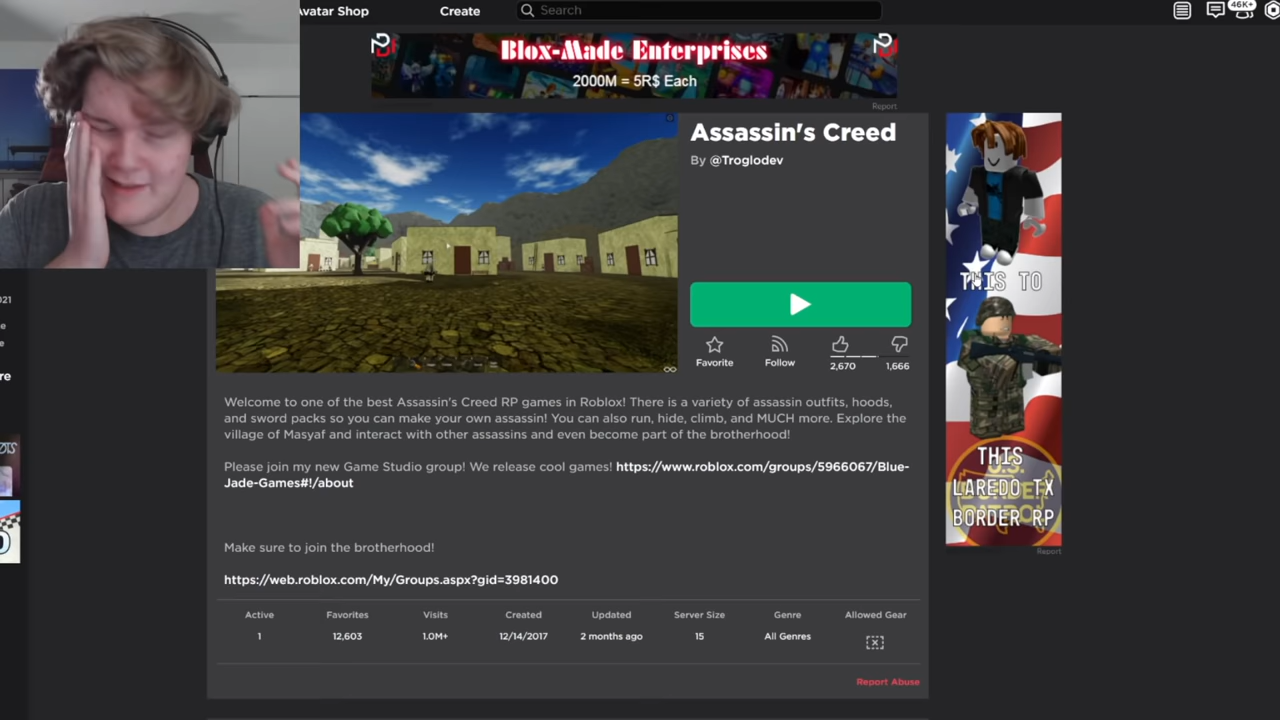 Avatar Shop
Create
Search
46K+
Blox-Made Enterprises
2000M = 5R$ Each
Report
Assassin's Creed
By @Troglodev
Favorite
Follow
2,670
1,666
THIS TO
THIS
LAREDO TX
BORDER RP
Report
Welcome to one of the best Assassin's Creed RP games in Roblox! There is a variety of assassin outfits, hoods,
and sword packs so you can make your own assassin! You can also run, hide, climb, and MUCH more. Explore the
village of Masyaf and interact with other assassins and even become part of the brotherhood!
Please join my new Game Studio group! We release cool games! https://www.roblox.com/groups/5966067/Blue-
Jade-Games#!/about
Make sure to join the brotherhood!
https://web.roblox.com/My/Groups.aspx?gid=3981400
Active Favorites Visits Created Updated Server Size Genre Allowed Gear
1 12,603 1.0M+ 12/14/2017 2 months ago 15 All Genres
Report Abuse